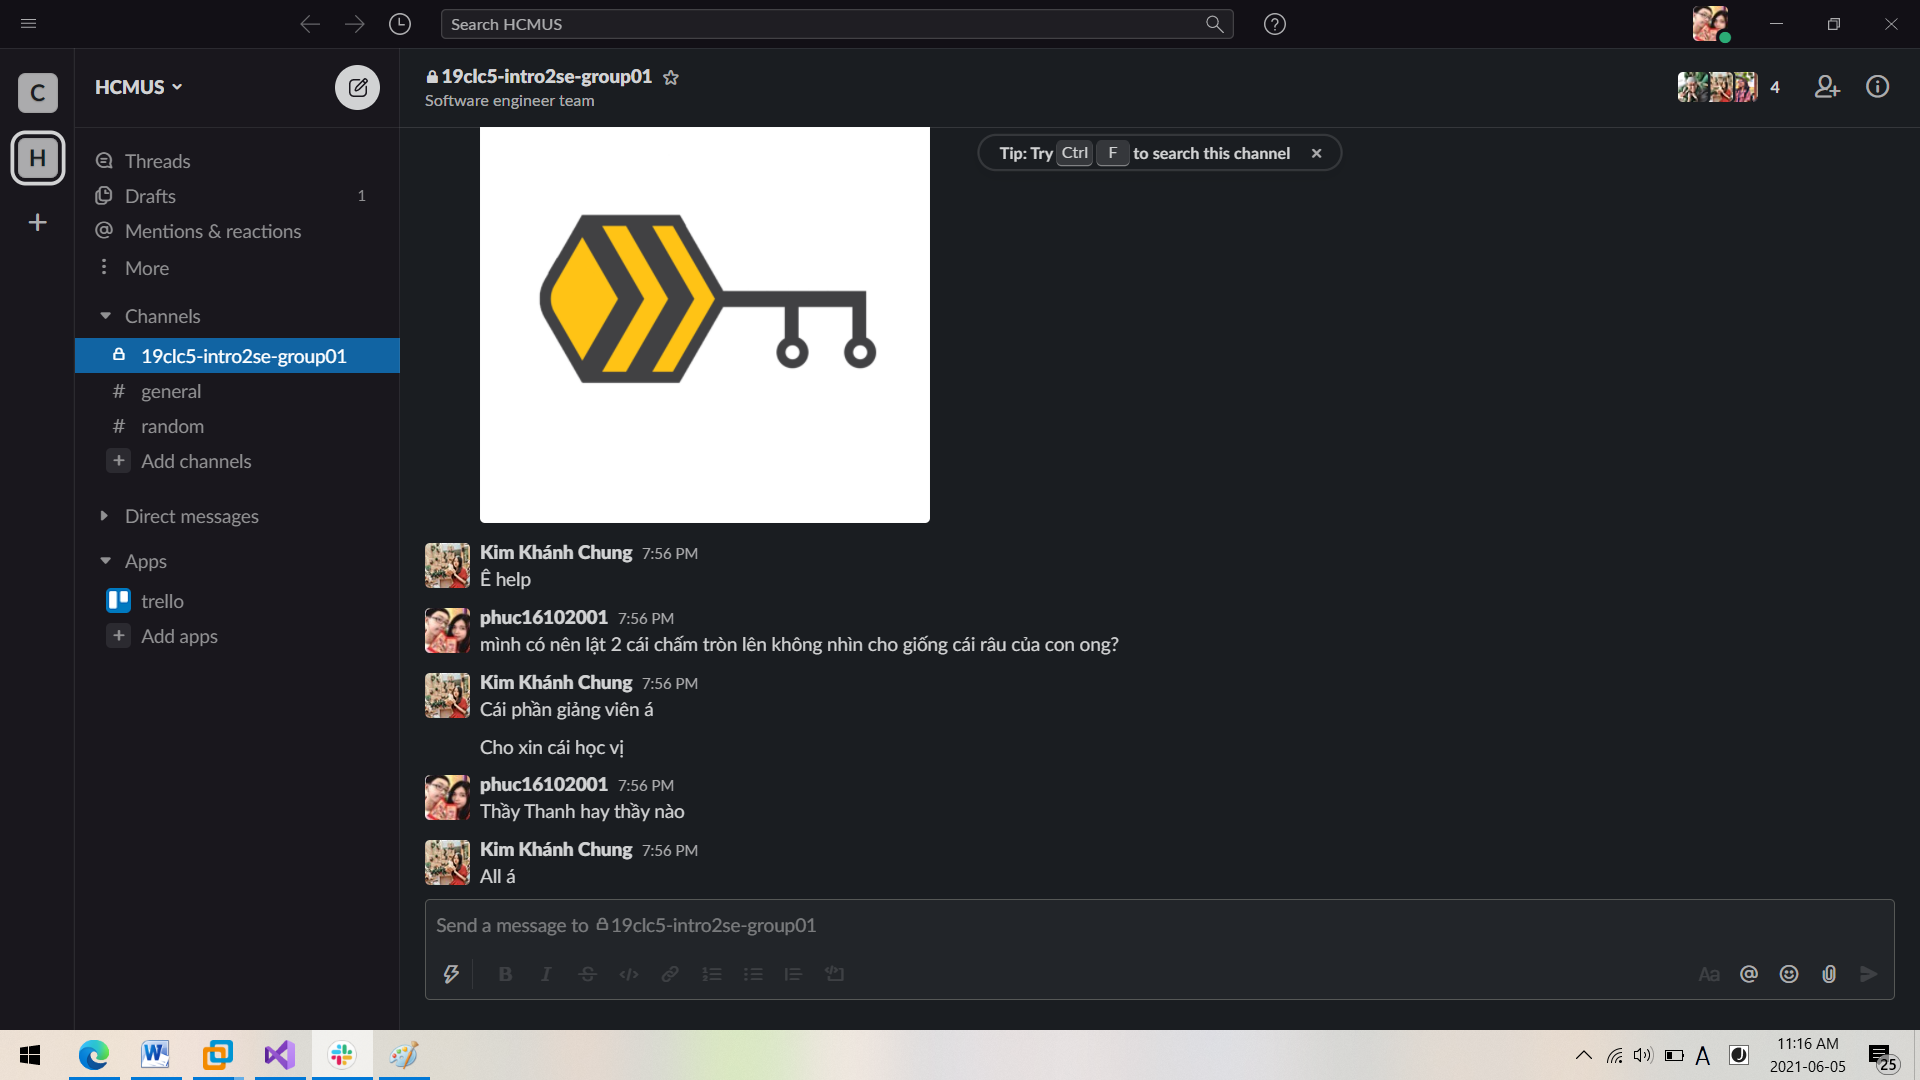 Search HCMUS
C
H
HCMUS
Threads
Drafts 1
Mentions & reactions
More
Channels
19clc5-intro2se-group01
# general
# random
+ Add channels
Direct messages
Apps
trello
+ Add apps
19clc5-intro2se-group01
Software engineer team
4
Tip: Try Ctrl F to search this channel
Kim Khánh Chung 7:56 PM
Ê help
phuc16102001 7:56 PM
mình có nên lật 2 cái chấm tròn lên không nhìn cho giống cái râu của con ong?
Kim Khánh Chung 7:56 PM
Cái phần giảng viên á
Cho xin cái học vị
phuc16102001 7:56 PM
Thầy Thanh hay thầy nào
Kim Khánh Chung 7:56 PM
All á
Send a message to 19clc5-intro2se-group01
B I S </> Aa @
W
A
11:16 AM
2021-06-05
25